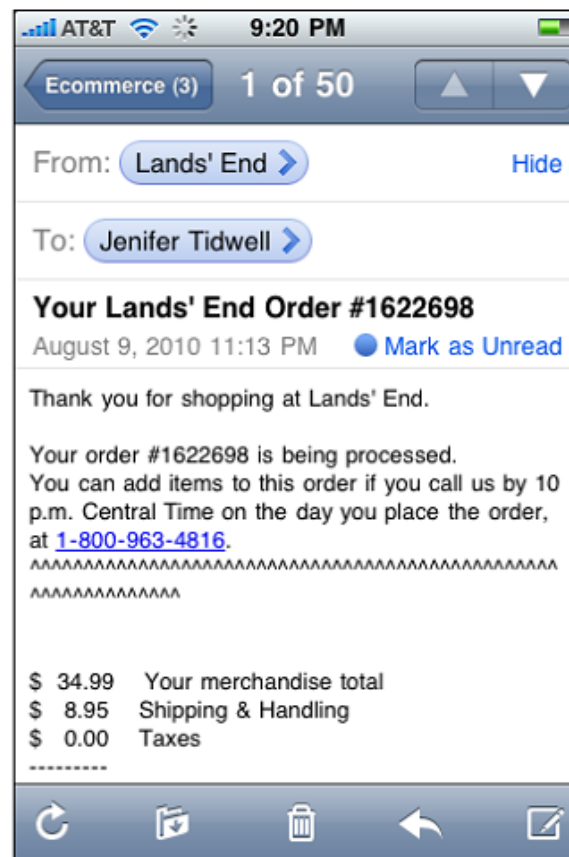 AT&T 9:20 PM
Ecommerce (3) 1 of 50
From: Lands' End Hide
To: Jenifer Tidwell
Your Lands' End Order #1622698
August 9, 2010 11:13 PM Mark as Unread
Thank you for shopping at Lands' End.
Your order #1622698 is being processed.
You can add items to this order if you call us by 10
p.m. Central Time on the day you place the order,
at 1-800-963-4816.
^^^^^^^^^^^^^^^^^^^^^^^^^^^^^^^^^^^^^^^^^^^^^^^^^
^^^^^^^^^^^^^^
$ 34.99 Your merchandise total
$ 8.95 Shipping & Handling
$ 0.00 Taxes
---------